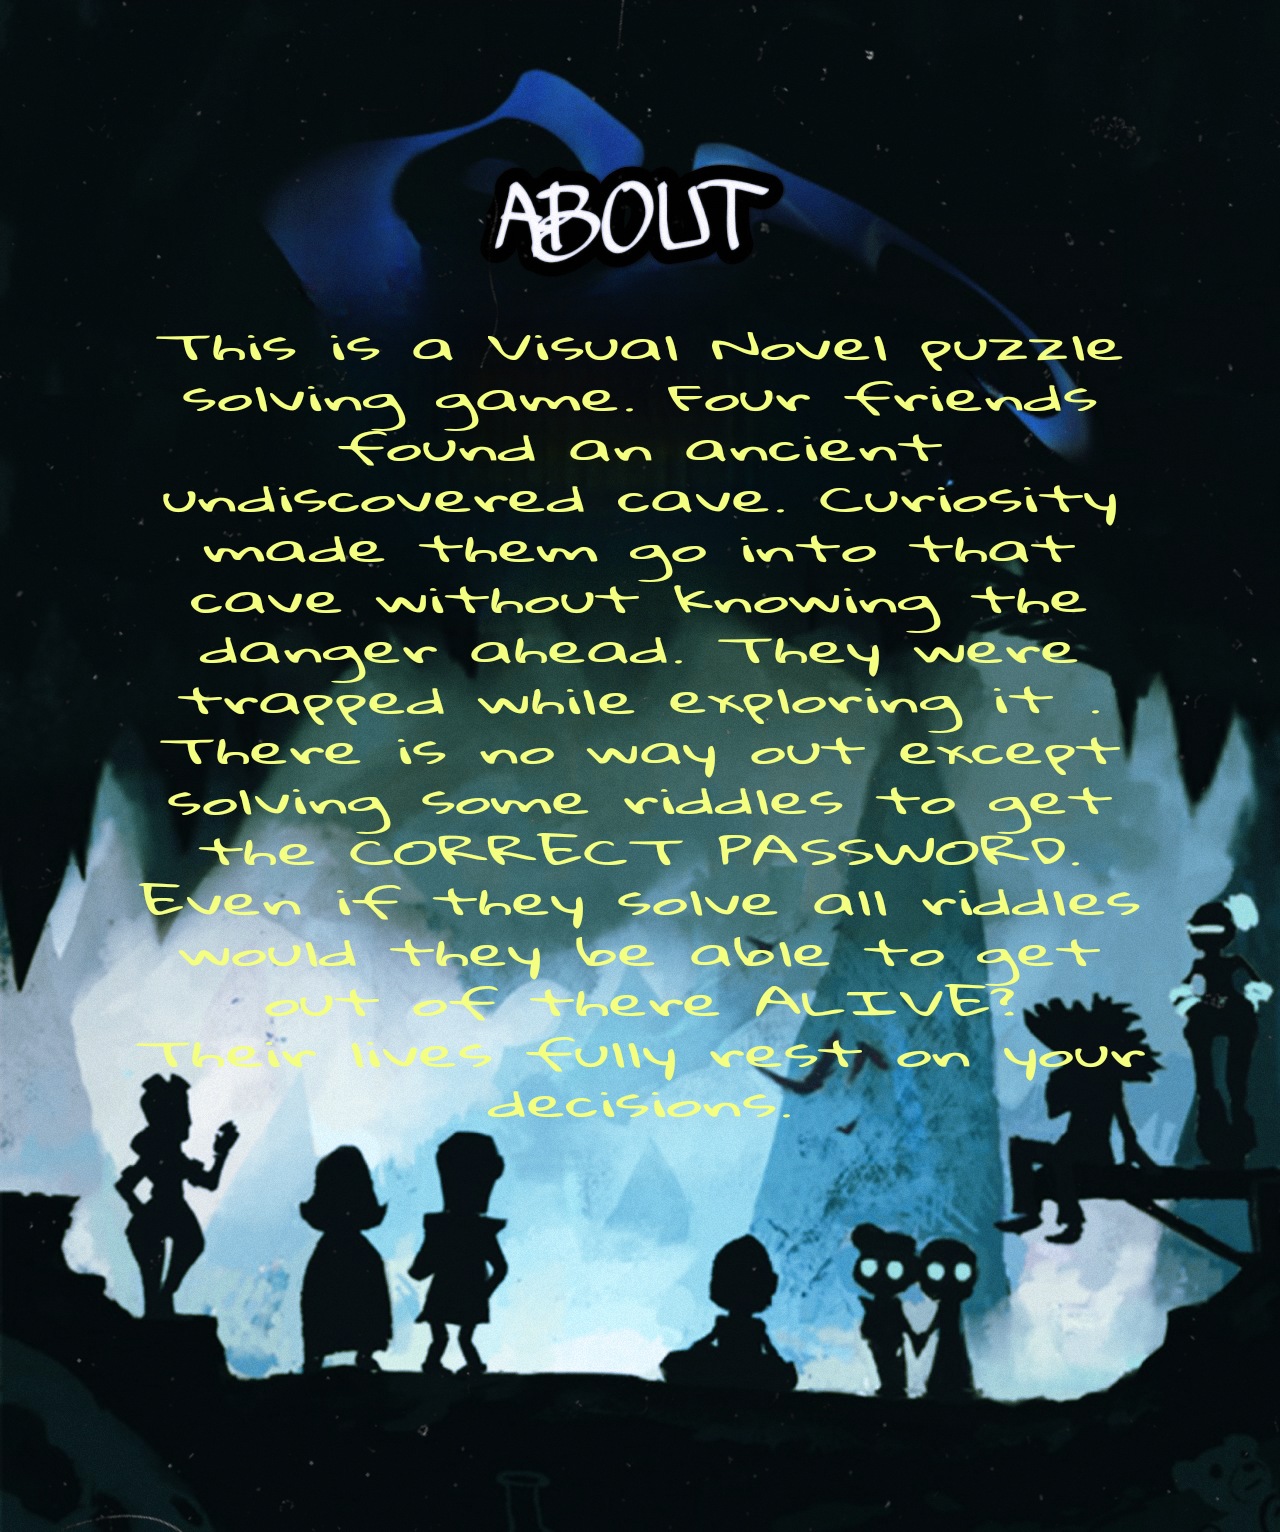 ABOUT
This is a Visual Novel puzzle
solving game. Four friends
found an ancient
undiscovered cave. Curiosity
made them go into that
cave without knowing the
danger ahead. They were
trapped while exploring it .
There is no way out except
solving some riddles to get
the CORRECT PASSWORD.
Even if they solve all riddles
would they be able to get
out of there ALIVE?
Their lives fully rest on your
decisions.